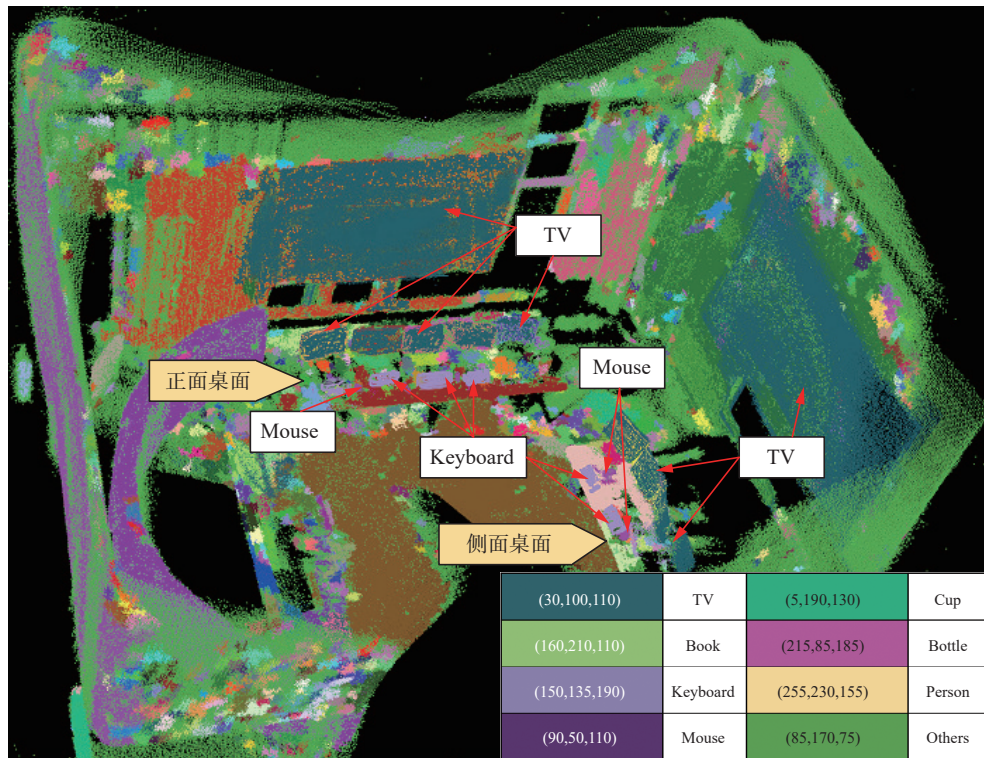 TV
Mouse
正面桌面
Mouse
Keyboard
TV
侧面桌面
(30,100,110) TV (5,190,130) Cup
(160,210,110) Book (215,85,185) Bottle
(150,135,190) Keyboard (255,230,155) Person
(90,50,110) Mouse (85,170,75) Others